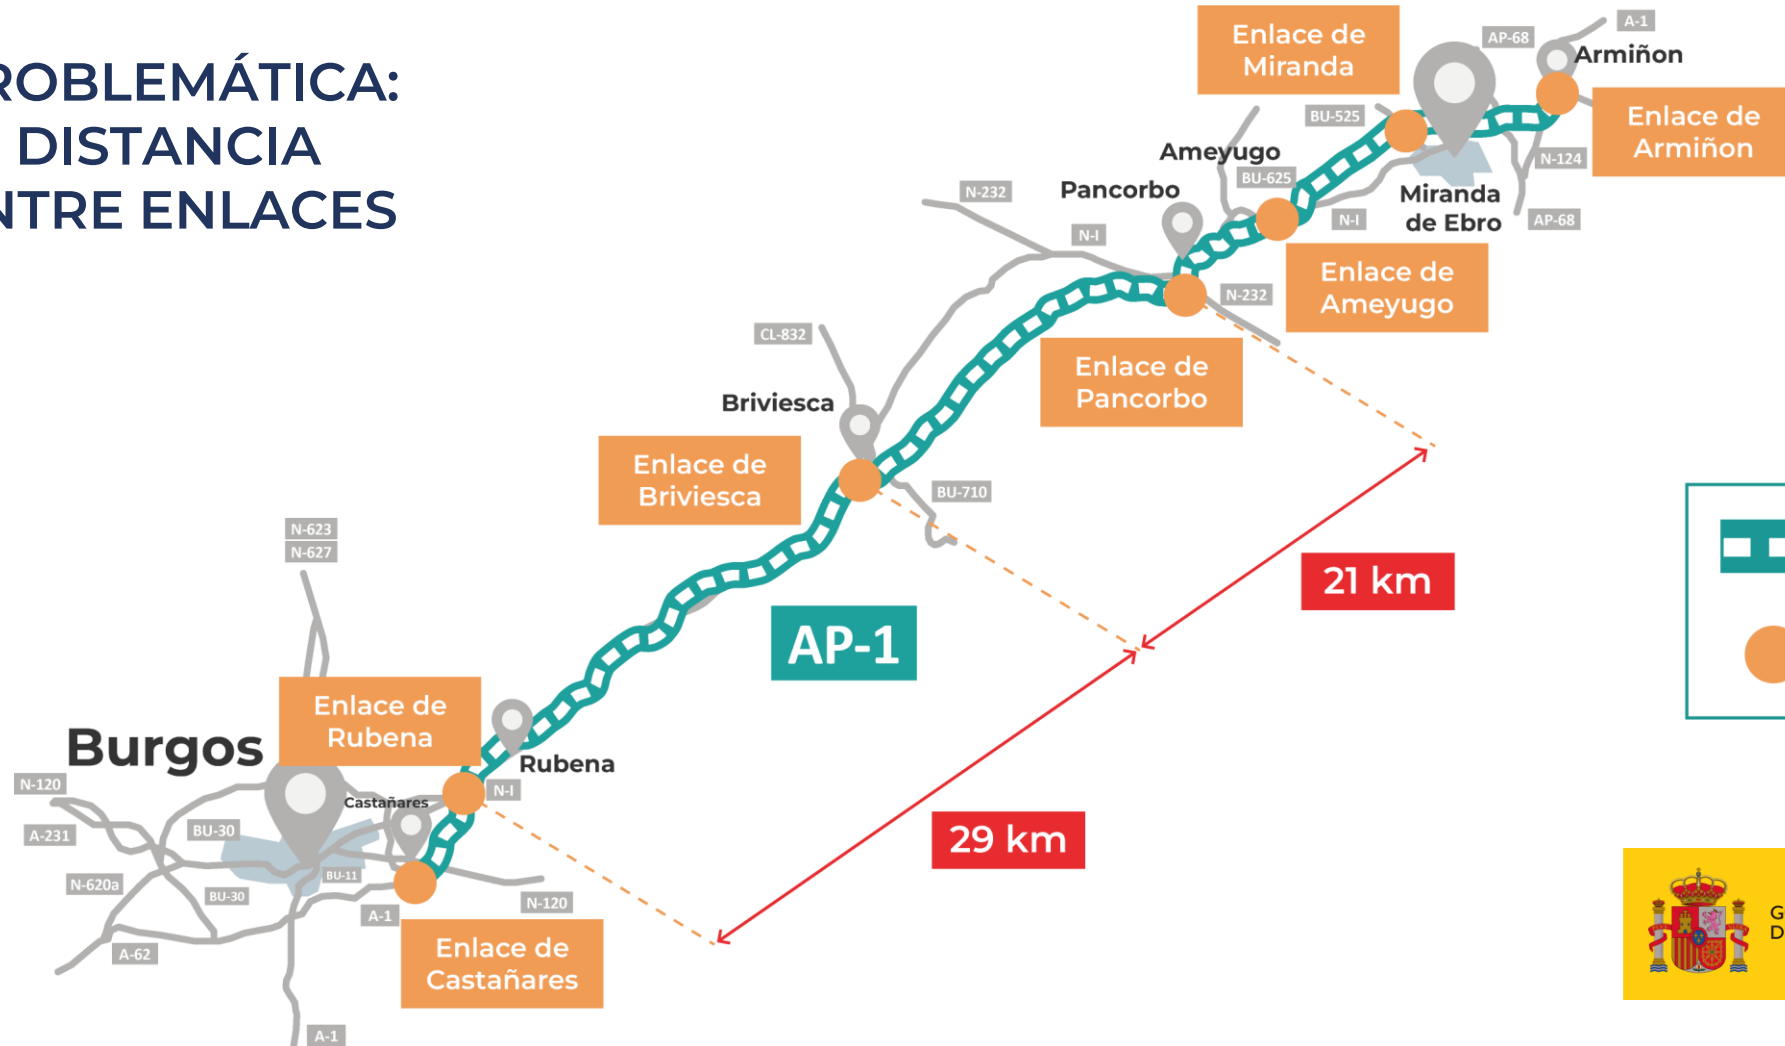 ROBLEMÁTICA:
DISTANCIA
NTRE ENLACES
Enlace de
Miranda
A-1
AP-68
Armiñon
BU-525
Enlace de
Armiñon
N-124
Ameyugo
BU-625
Pancorbo
N-232
Miranda
de Ebro
N-I
AP-68
N-I
Enlace de
Ameyugo
N-232
CL-832
Enlace de
Pancorbo
Briviesca
Enlace de
Briviesca
BU-710
N-623
N-627
21 km
AP-1
Enlace de
Rubena
Burgos
Rubena
N-120
N-I
Castañares
A-231
BU-30
29 km
N-620a
BU-11
BU-30
N-120
A-1
A-62
Enlace de
Castañares
A-1
G
D